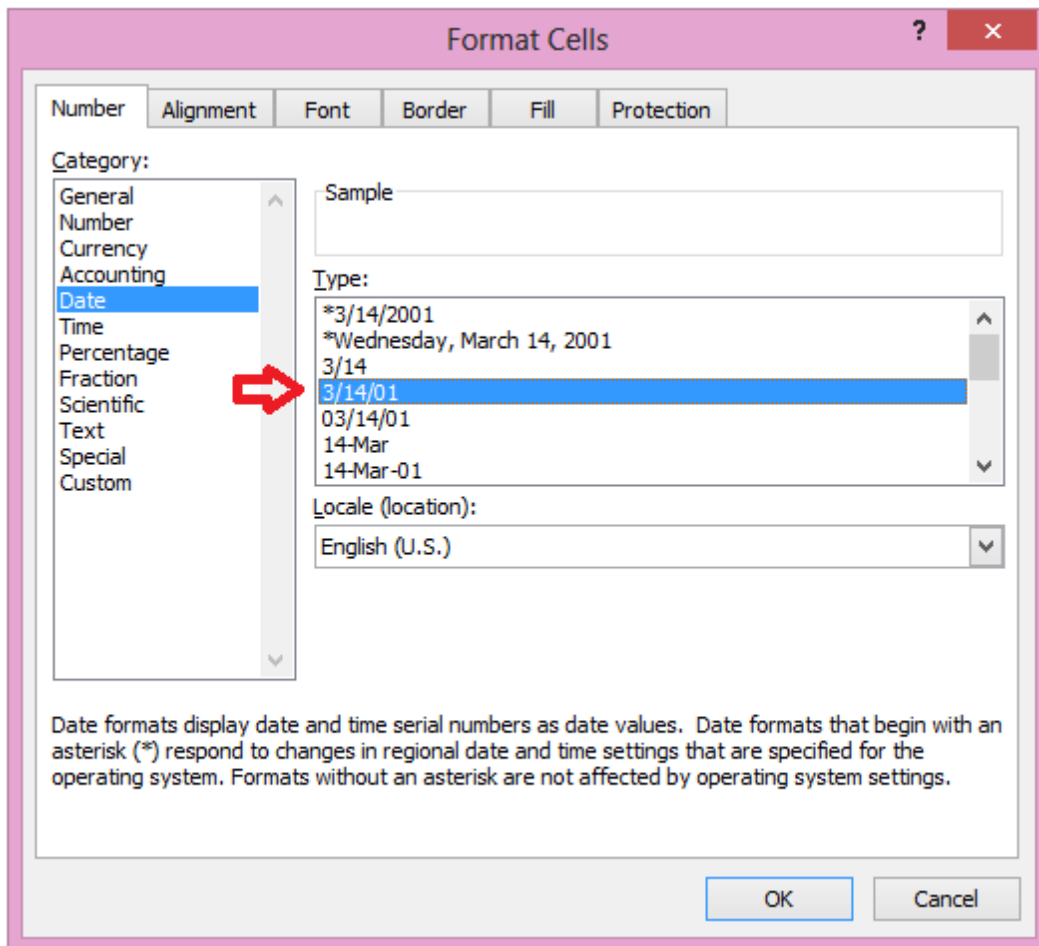 Format Cells
?
×
Number Alignment Font Border Fill Protection
Category:
General
Number
Currency
Accounting
Date
Time
Percentage
Fraction
Scientific
Text
Special
Custom
Sample
Type:
*3/14/2001
*Wednesday, March 14, 2001
3/14
3/14/01
03/14/01
14-Mar
14-Mar-01
Locale (location):
English (U.S.)
Date formats display date and time serial numbers as date values.  Date formats that begin with an
asterisk (*) respond to changes in regional date and time settings that are specified for the
operating system. Formats without an asterisk are not affected by operating system settings.
OK Cancel